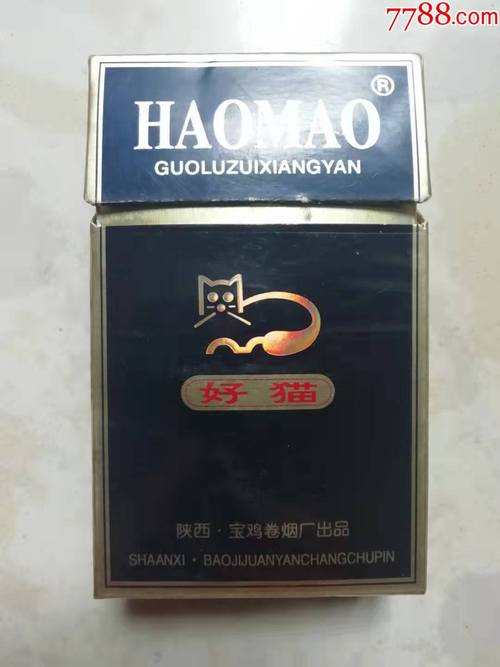 7788.com
HAOMAO®
GUOLUZUIXIANGYAN
好猫
陕西·宝鸡卷烟厂出品
SHAANXI·BAOJIJUANYANCHANGCHUPIN